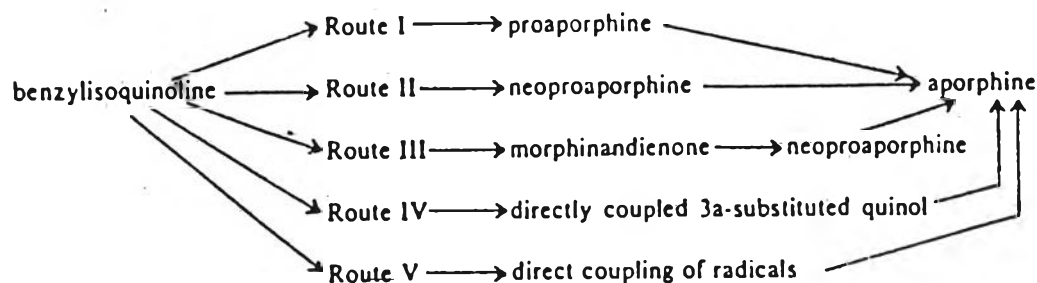 Route I proaporphine
benzylisoquinoline Route II neoproaporphine aporphine
Route III morphinandienone neoproaporphine
Route IV directly coupled 3a-substituted quinol
Route V direct coupling of radicals